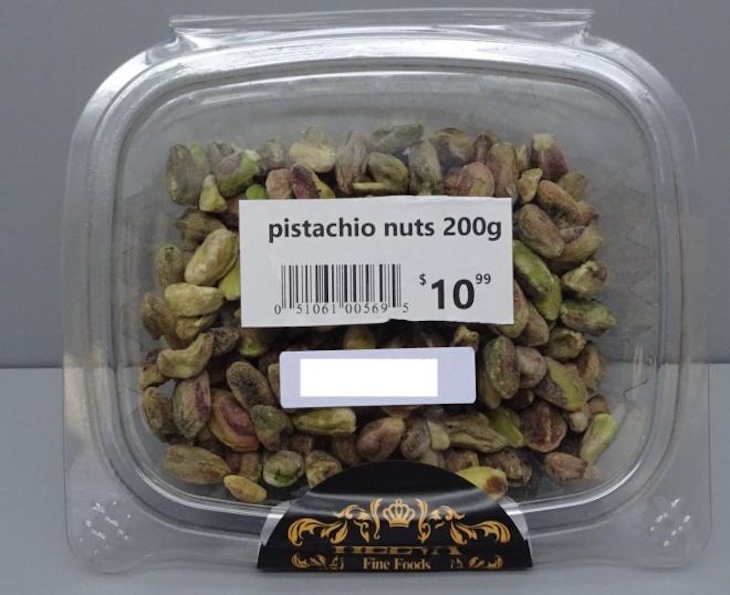 pistachio nuts 200g
$10.99
0 51061 00569 5
Fine Foods